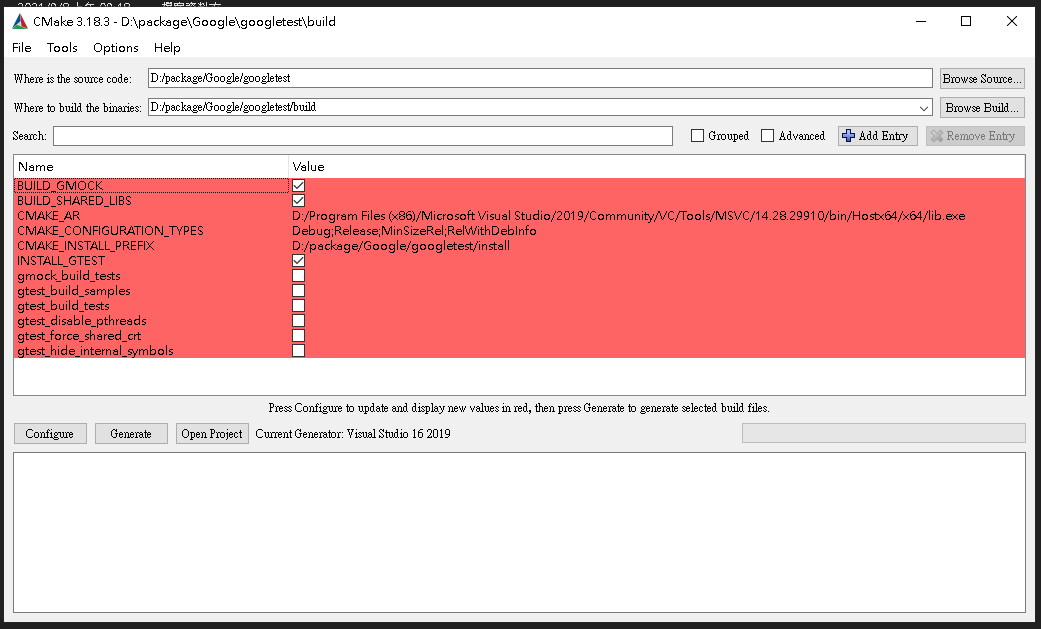 CMake 3.18.3 - D:\package\Google\googletest\build
File Tools Options Help
Where is the source code: D:/package/Google/googletest Browse Source...
Where to build the binaries: D:/package/Google/googletest/build Browse Build...
Search: Grouped Advanced Add Entry Remove Entry
Name Value
BUILD_GMOCK
BUILD_SHARED_LIBS
CMAKE_AR D:/Program Files (x86)/Microsoft Visual Studio/2019/Community/VC/Tools/MSVC/14.28.29910/bin/Hostx64/x64/lib.exe
CMAKE_CONFIGURATION_TYPES Debug;Release;MinSizeRel;RelWithDebInfo
CMAKE_INSTALL_PREFIX D:/package/Google/googletest/install
INSTALL_GTEST
gmock_build_tests
gtest_build_samples
gtest_build_tests
gtest_disable_pthreads
gtest_force_shared_crt
gtest_hide_internal_symbols
Press Configure to update and display new values in red, then press Generate to generate selected build files.
Configure Generate Open Project Current Generator: Visual Studio 16 2019